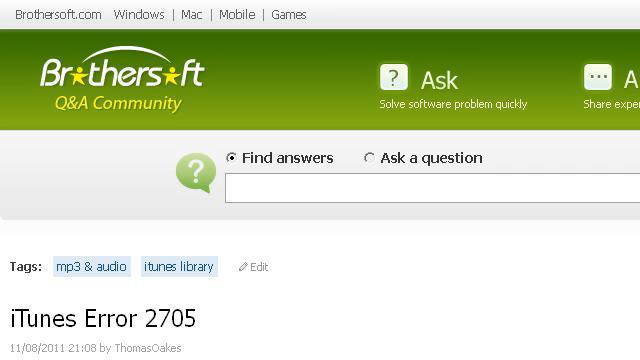 Brothersoft.com Windows | Mac | Mobile | Games
Brothersoft
Q&A Community
? Ask
Solve software problem quickly
... A
Share exper
?
Find answers
Ask a question
Tags: mp3 & audio itunes library Edit
iTunes Error 2705
11/08/2011 21:08 by ThomasOakes